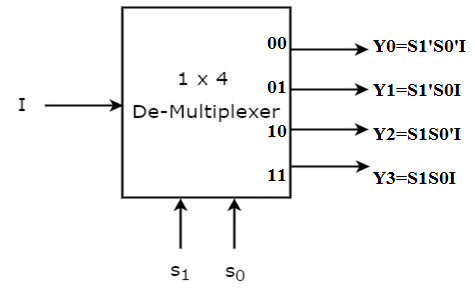 00 Y0=S1'S0'I
1 x 4
01 Y1=S1'S0I
I
De-Multiplexer
10 Y2=S1S0'I
11 Y3=S1S0I
s1 s0